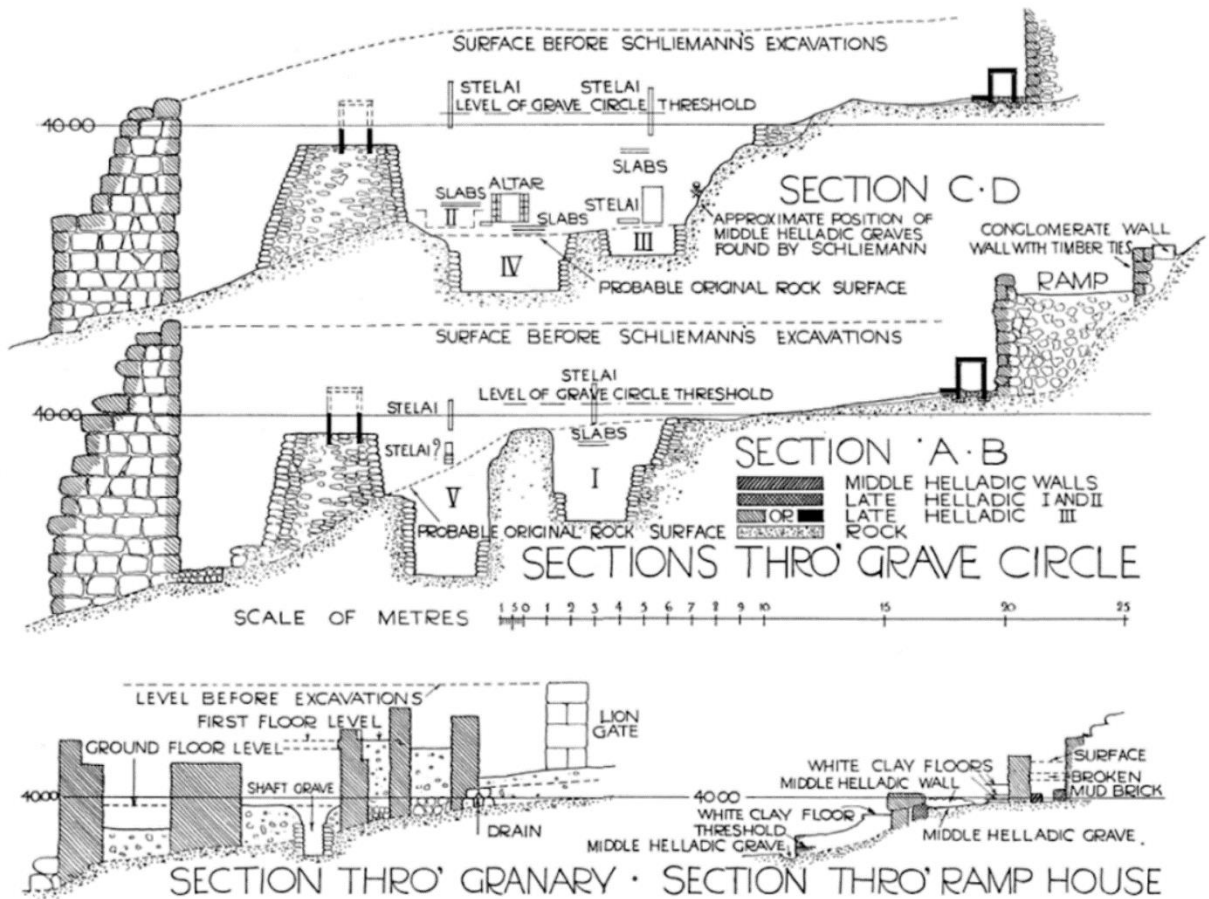 SURFACE BEFORE SCHLIEMANN'S EXCAVATIONS
STELAI
STELAI
LEVEL OF GRAVE CIRCLE THRESHOLD
40·00
SLABS
SECTION C·D
SLABS
ALTAR
II
SLABS
STELAI
III
IV
APPROXIMATE POSITION OF
MIDDLE HELLADIC GRAVES
FOUND BY SCHLIEMANN
CONGLOMERATE WALL
WALL WITH TIMBER TIES
RAMP
PROBABLE ORIGINAL ROCK SURFACE
SURFACE BEFORE SCHLIEMANN'S EXCAVATIONS
STELAI
LEVEL OF GRAVE CIRCLE THRESHOLD
40·00
STELAI
SLABS
STELAI?
I
V
PROBABLE ORIGINAL ROCK SURFACE
SECTION A·B
MIDDLE HELLADIC WALLS
LATE HELLADIC I AND II
OR LATE HELLADIC III
ROCK
SECTIONS THRO' GRAVE CIRCLE
SCALE OF METRES
1 ·5 0 1 2 3 4 5 6 7 8 9 10 15 20 25
LEVEL BEFORE EXCAVATIONS
FIRST FLOOR LEVEL
GROUND FLOOR LEVEL
LION
GATE
SHAFT GRAVE
40·00
DRAIN
SECTION THRO' GRANARY · SECTION THRO' RAMP HOUSE
WHITE CLAY FLOORS
MIDDLE HELLADIC WALL
SURFACE
BROKEN
MUD BRICK
40·00
WHITE CLAY FLOOR
THRESHOLD
MIDDLE HELLADIC GRAVE
MIDDLE HELLADIC GRAVE.